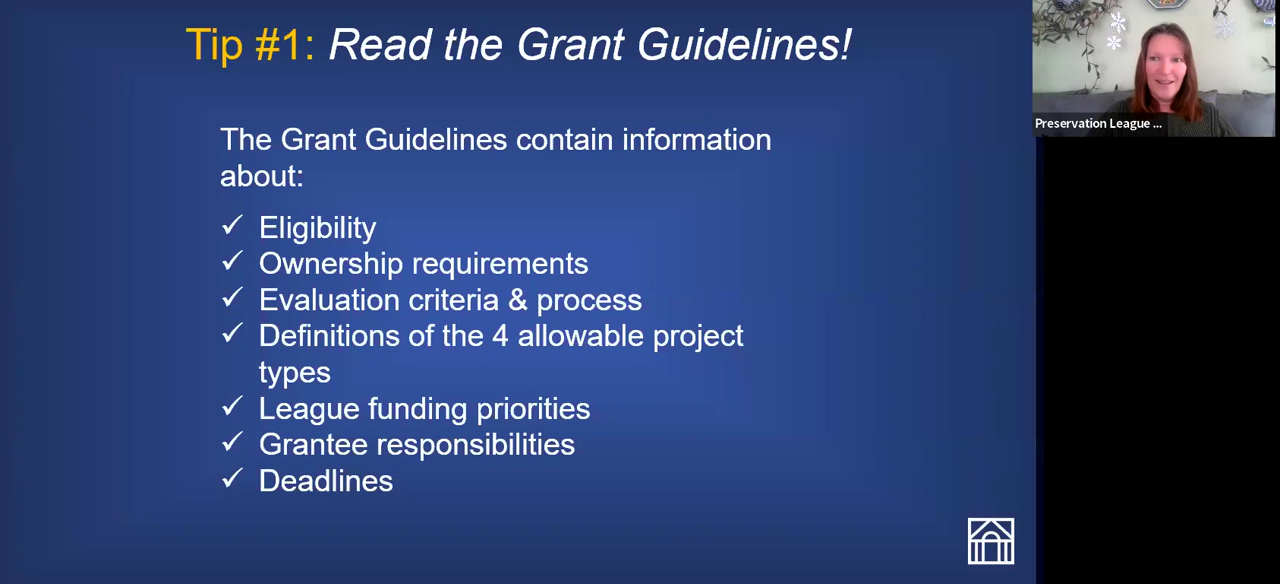 Tip #1: Read the Grant Guidelines!
The Grant Guidelines contain information
about:
✓ Eligibility
✓ Ownership requirements
✓ Evaluation criteria & process
✓ Definitions of the 4 allowable project
types
✓ League funding priorities
✓ Grantee responsibilities
✓ Deadlines
Preservation League ...